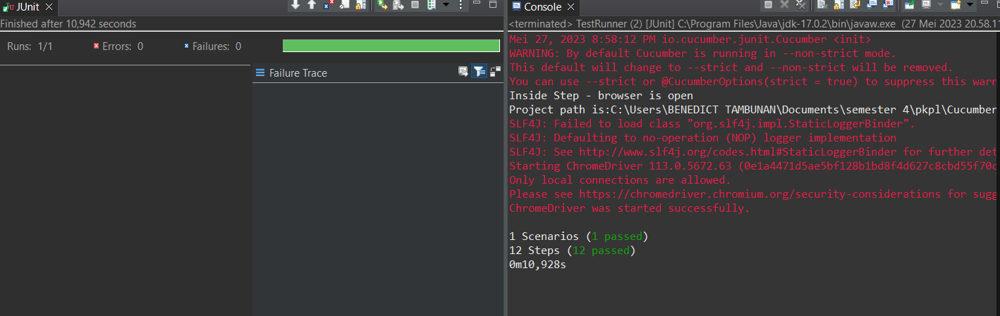 JUnit
Finished after 10,942 seconds
Runs: 1/1
Errors: 0
Failures: 0
Failure Trace
Console
<terminated> TestRunner (2) [JUnit] C:\Program Files\Java\jdk-17.0.2\bin\javaw.exe (27 Mei 2023 20.58.11
Mei 27, 2023 8:58:12 PM io.cucumber.junit.Cucumber <init>
WARNING: By default Cucumber is running in --non-strict mode.
This default will change to --strict and --non-strict will be removed.
You can use --strict or @CucumberOptions(strict = true) to suppress this warn
Inside Step - browser is open
Project path is:C:\Users\BENEDICT TAMBUNAN\Documents\semester 4\pkpl\Cucumber
SLF4J: Failed to load class "org.slf4j.impl.StaticLoggerBinder".
SLF4J: Defaulting to no-operation (NOP) logger implementation
SLF4J: See http://www.slf4j.org/codes.html#StaticLoggerBinder for further det
Starting ChromeDriver 113.0.5672.63 (0e1a4471d5ae5bf128b1bd8f4d627c8cbd55f70c
Only local connections are allowed.
Please see https://chromedriver.chromium.org/security-considerations for sugg
ChromeDriver was started successfully.
1 Scenarios (1 passed)
12 Steps (12 passed)
0m10,928s